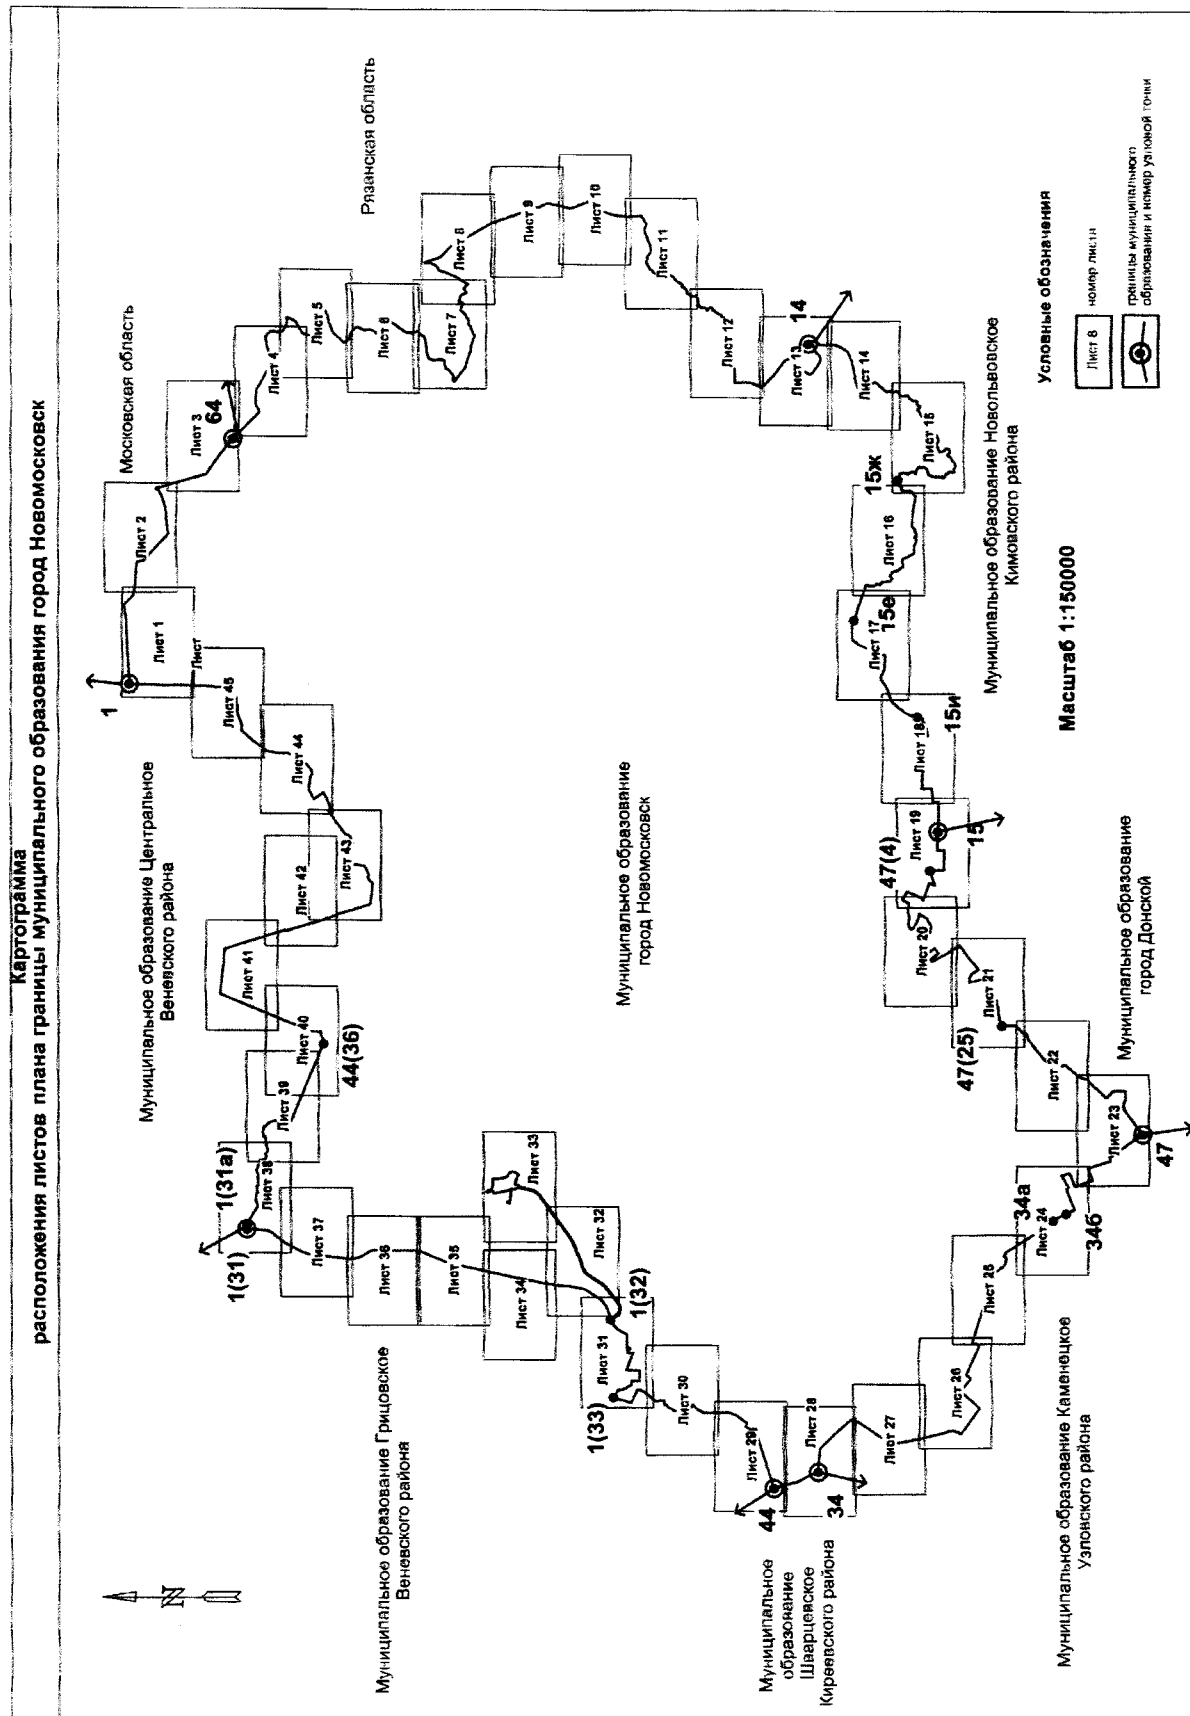 Картограмма
расположения листов плана границы муниципального образования город Новомосковск
Московская область
Рязанская область
Муниципальное образование Центральное
Веневского района
Муниципальное образование Грицовское
Веневского района
Муниципальное образование
город Новомосковск
Муниципальное
образование
Шварцевское
Киреевского района
Муниципальное образование Каменецкое
Узловского района
Муниципальное образование
город Донской
Муниципальное образование Новольвовское
Кимовского района
Масштаб 1:150000
Условные обозначения
Лист 8
номер листа
границы муниципального
образования и номер узловой точки
N
Лист 1
Лист 2
Лист 3
Лист 4
Лист 5
Лист 6
Лист 7
Лист 8
Лист 9
Лист 10
Лист 11
Лист 12
Лист 13
Лист 14
Лист 15
Лист 16
Лист 17
Лист 18
Лист 19
Лист 20
Лист 21
Лист 22
Лист 23
Лист 24
Лист 25
Лист 26
Лист 27
Лист 28
Лист 29
Лист 30
Лист 31
Лист 32
Лист 33
Лист 34
Лист 35
Лист 36
Лист 37
Лист 38
Лист 39
Лист 40
Лист 41
Лист 42
Лист 43
Лист 44
Лист 45
Лист
1
64
14
15ж
15е
15и
15
47(4)
47(25)
47
34а
34б
34
44
1(33)
1(32)
1(31)
1(31а)
44(36)